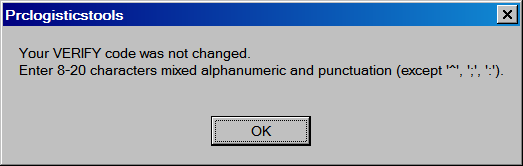 Prclogisticstools
Your VERIFY code was not changed.
Enter 8-20 characters mixed alphanumeric and punctuation (except '^', ';', ':').
OK